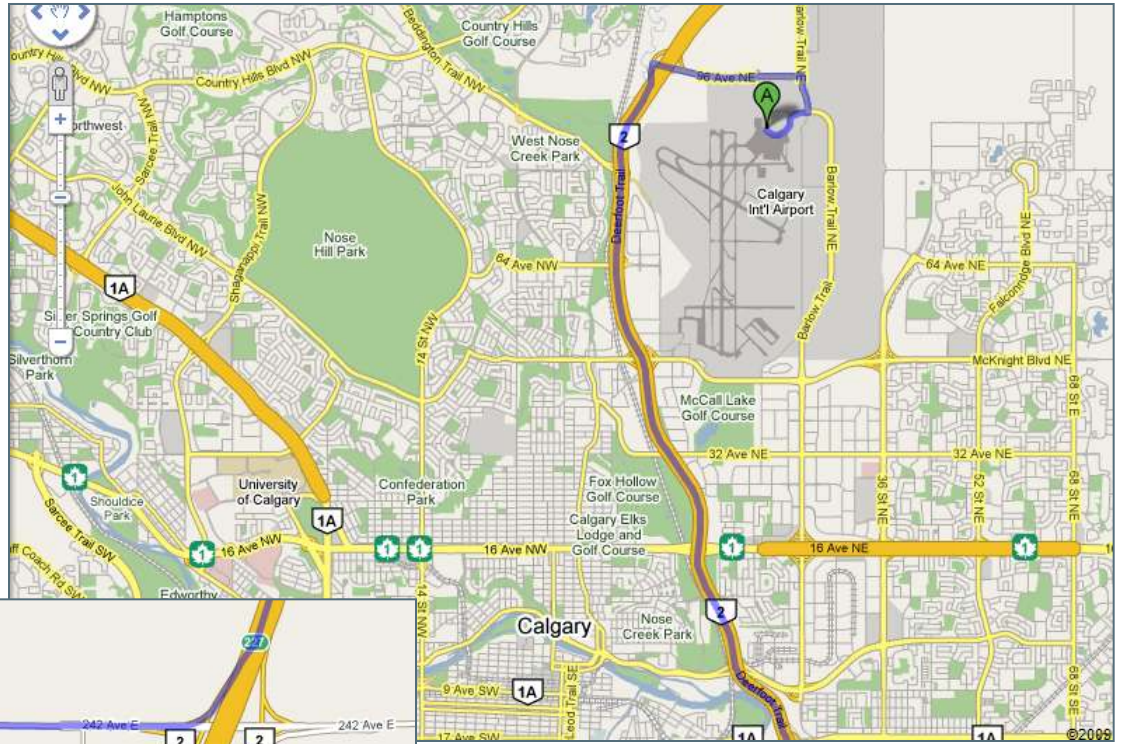 Hamptons
Golf Course
Country Hills
Golf Course
Beddington Trail NW
Country Hills Blvd NW
Sarcee Trail NW
96 Ave NE
Barlow Trail NE
A
2
West Nose
Creek Park
John Laurie Blvd NW
Shaganappi Trail NW
Nose
Hill Park
Deerfoot Trail
Calgary
Int'l Airport
Barlow Trail NE
64 Ave NW
64 Ave NE
Falconridge Blvd NE
1A
Silver Springs Golf
Country Club
Barlow Trail
Silverthorn
Park
14 St NW
McKnight Blvd NE
68 St E
McCall Lake
Golf Course
32 Ave NE
32 Ave NE
University
of Calgary
Confederation
Park
Fox Hollow
Golf Course
36 St NE
52 St NE
68 St NE
1
Shouldice
Park
Sarcee Trail SW
1A
Calgary Elks
Lodge and
Golf Course
1
16 Ave NW
1
1
16 Ave NW
1
16 Ave NE
1
Edworthy
14 St NW
2
Calgary
Nose
Creek Park
227
242 Ave E
242 Ave E
2
2
9 Ave SW
1A
17 Ave SW
Deerfoot Trail
68 St SE
1A
1A
©2009